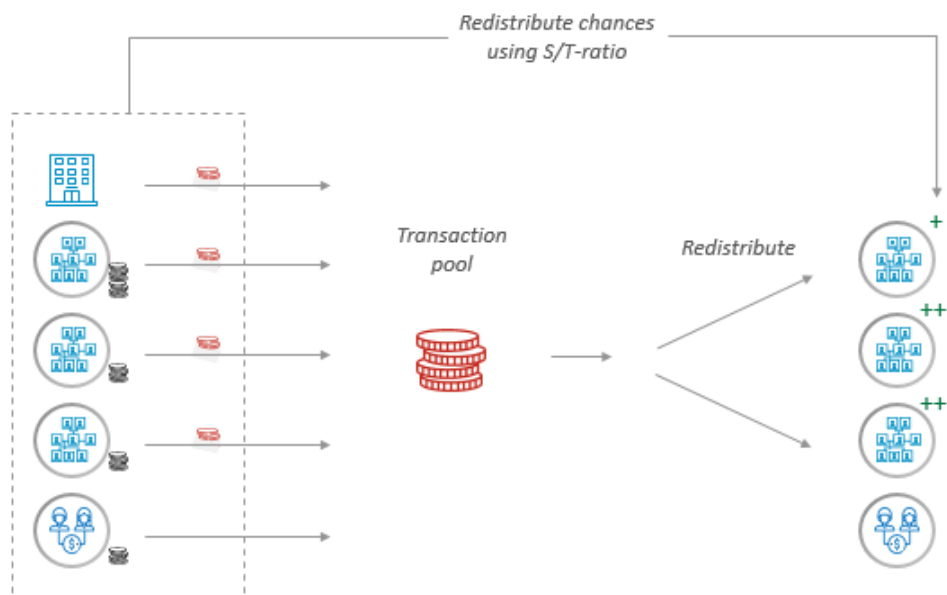 Redistribute chances
using S/T-ratio
+
Transaction
pool
Redistribute
++
++
$
$